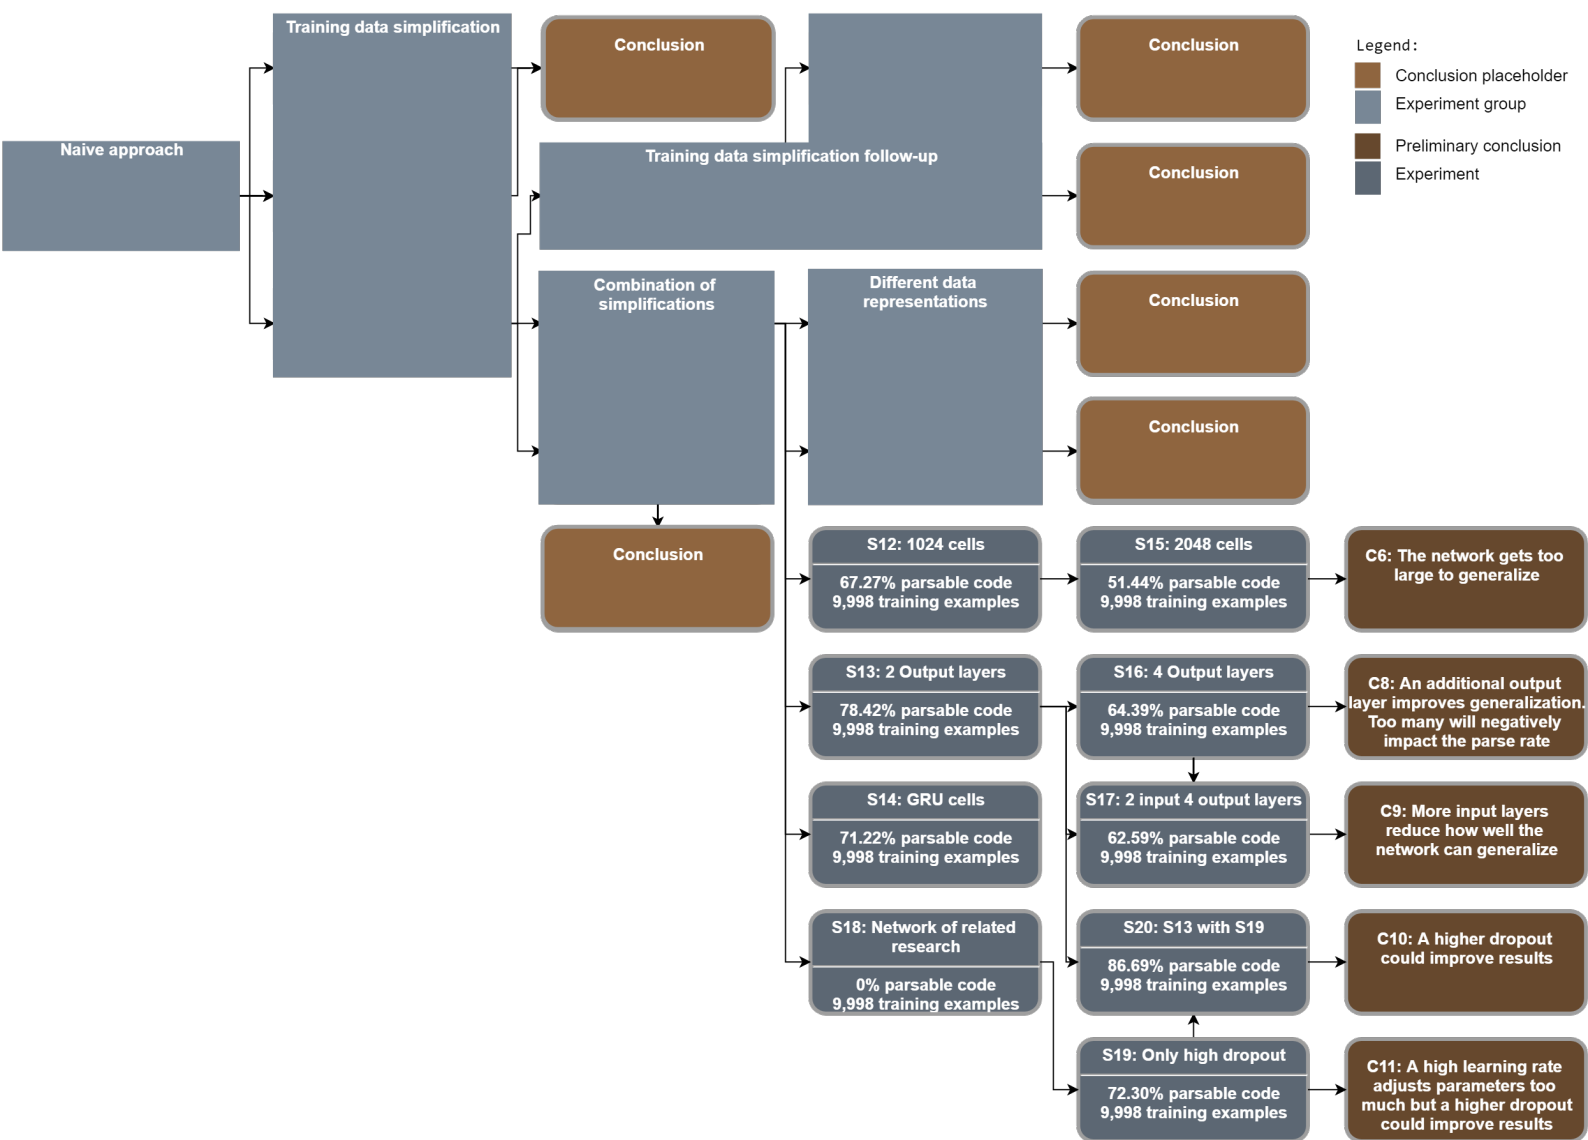 Training data simplification
Conclusion
Conclusion
Legend:
Conclusion placeholder
Experiment group
Preliminary conclusion
Experiment
Naive approach
Training data simplification follow-up
Conclusion
Combination of
simplifications
Different data
representations
Conclusion
Conclusion
Conclusion
S12: 1024 cells
67.27% parsable code
9,998 training examples
S15: 2048 cells
51.44% parsable code
9,998 training examples
C6: The network gets too
large to generalize
S13: 2 Output layers
78.42% parsable code
9,998 training examples
S16: 4 Output layers
64.39% parsable code
9,998 training examples
C8: An additional output
layer improves generalization.
Too many will negatively
impact the parse rate
S14: GRU cells
71.22% parsable code
9,998 training examples
S17: 2 input 4 output layers
62.59% parsable code
9,998 training examples
C9: More input layers
reduce how well the
network can generalize
S18: Network of related
research
0% parsable code
9,998 training examples
S20: S13 with S19
86.69% parsable code
9,998 training examples
C10: A higher dropout
could improve results
S19: Only high dropout
72.30% parsable code
9,998 training examples
C11: A high learning rate
adjusts parameters too
much but a higher dropout
could improve results